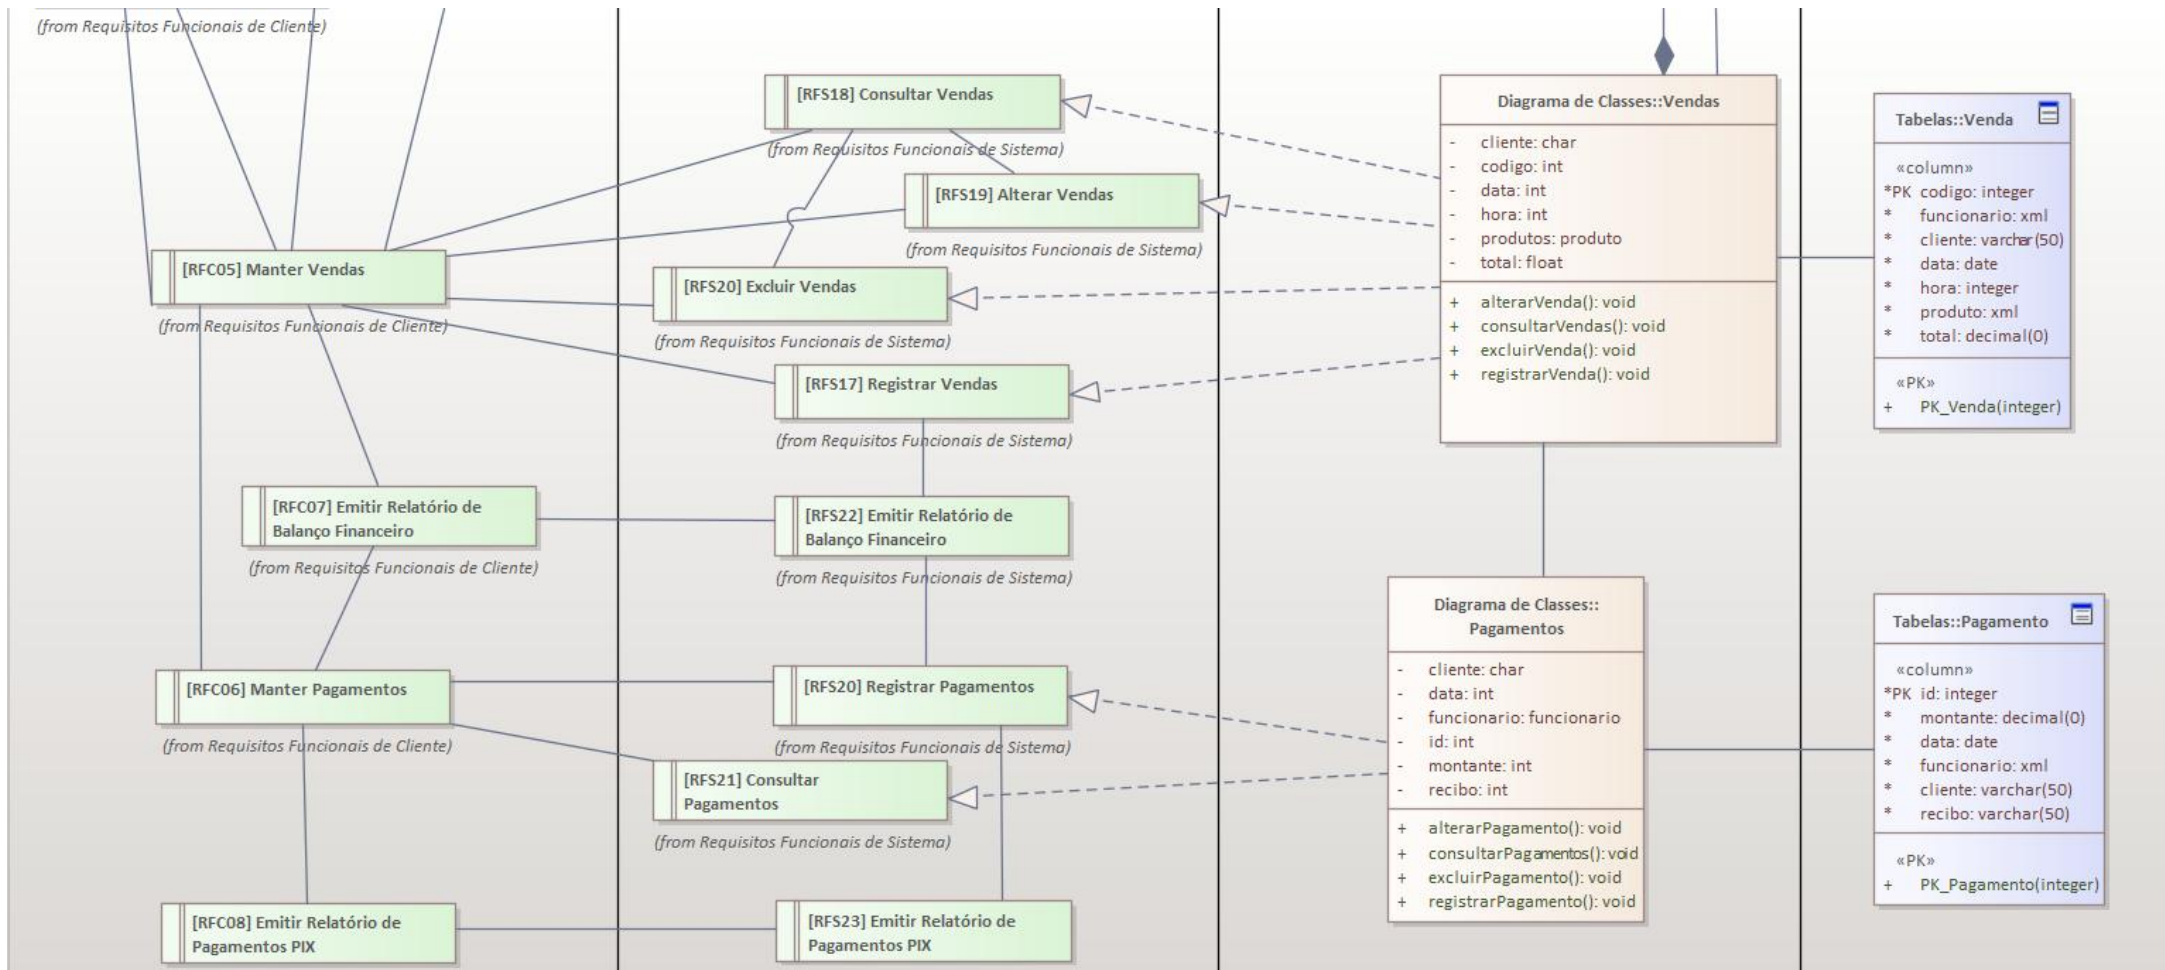 (from Requisitos Funcionais de Cliente)
[RFC05] Manter Vendas
(from Requisitos Funcionais de Cliente)
[RFC07] Emitir Relatório de
Balanço Financeiro
(from Requisitos Funcionais de Cliente)
[RFC06] Manter Pagamentos
(from Requisitos Funcionais de Cliente)
[RFC08] Emitir Relatório de
Pagamentos PIX
[RFS18] Consultar Vendas
(from Requisitos Funcionais de Sistema)
[RFS19] Alterar Vendas
(from Requisitos Funcionais de Sistema)
[RFS20] Excluir Vendas
(from Requisitos Funcionais de Sistema)
[RFS17] Registrar Vendas
(from Requisitos Funcionais de Sistema)
[RFS22] Emitir Relatório de
Balanço Financeiro
(from Requisitos Funcionais de Sistema)
[RFS20] Registrar Pagamentos
(from Requisitos Funcionais de Sistema)
[RFS21] Consultar
Pagamentos
(from Requisitos Funcionais de Sistema)
[RFS23] Emitir Relatório de
Pagamentos PIX
Diagrama de Classes::Vendas
- cliente: char
- codigo: int
- data: int
- hora: int
- produtos: produto
- total: float
+ alterarVenda(): void
+ consultarVendas(): void
+ excluirVenda(): void
+ registrarVenda(): void
Diagrama de Classes::
Pagamentos
- cliente: char
- data: int
- funcionario: funcionario
- id: int
- montante: int
- recibo: int
+ alterarPagamento(): void
+ consultarPagamentos(): void
+ excluirPagamento(): void
+ registrarPagamento(): void
Tabelas::Venda
«column»
*PK codigo: integer
* funcionario: xml
* cliente: varchar(50)
* data: date
* hora: integer
* produto: xml
* total: decimal(0)
«PK»
+ PK_Venda(integer)
Tabelas::Pagamento
«column»
*PK id: integer
* montante: decimal(0)
* data: date
* funcionario: xml
* cliente: varchar(50)
* recibo: varchar(50)
«PK»
+ PK_Pagamento(integer)